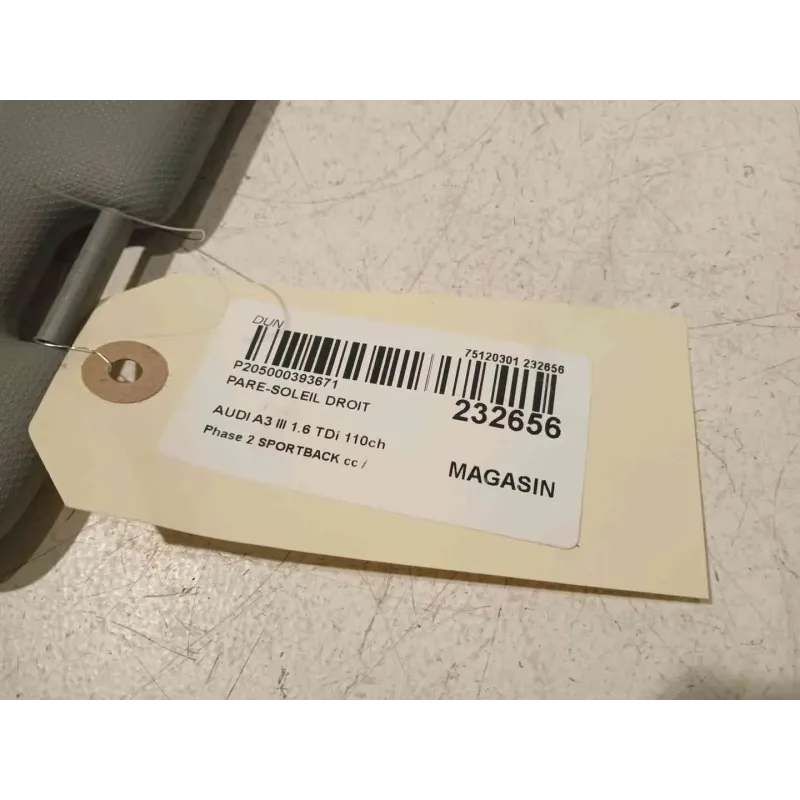 DUN
75120301 232656
P205000393671
PARE-SOLEIL DROIT
232656
AUDI A3 III 1.6 TDi 110ch
Phase 2 SPORTBACK cc /
MAGASIN